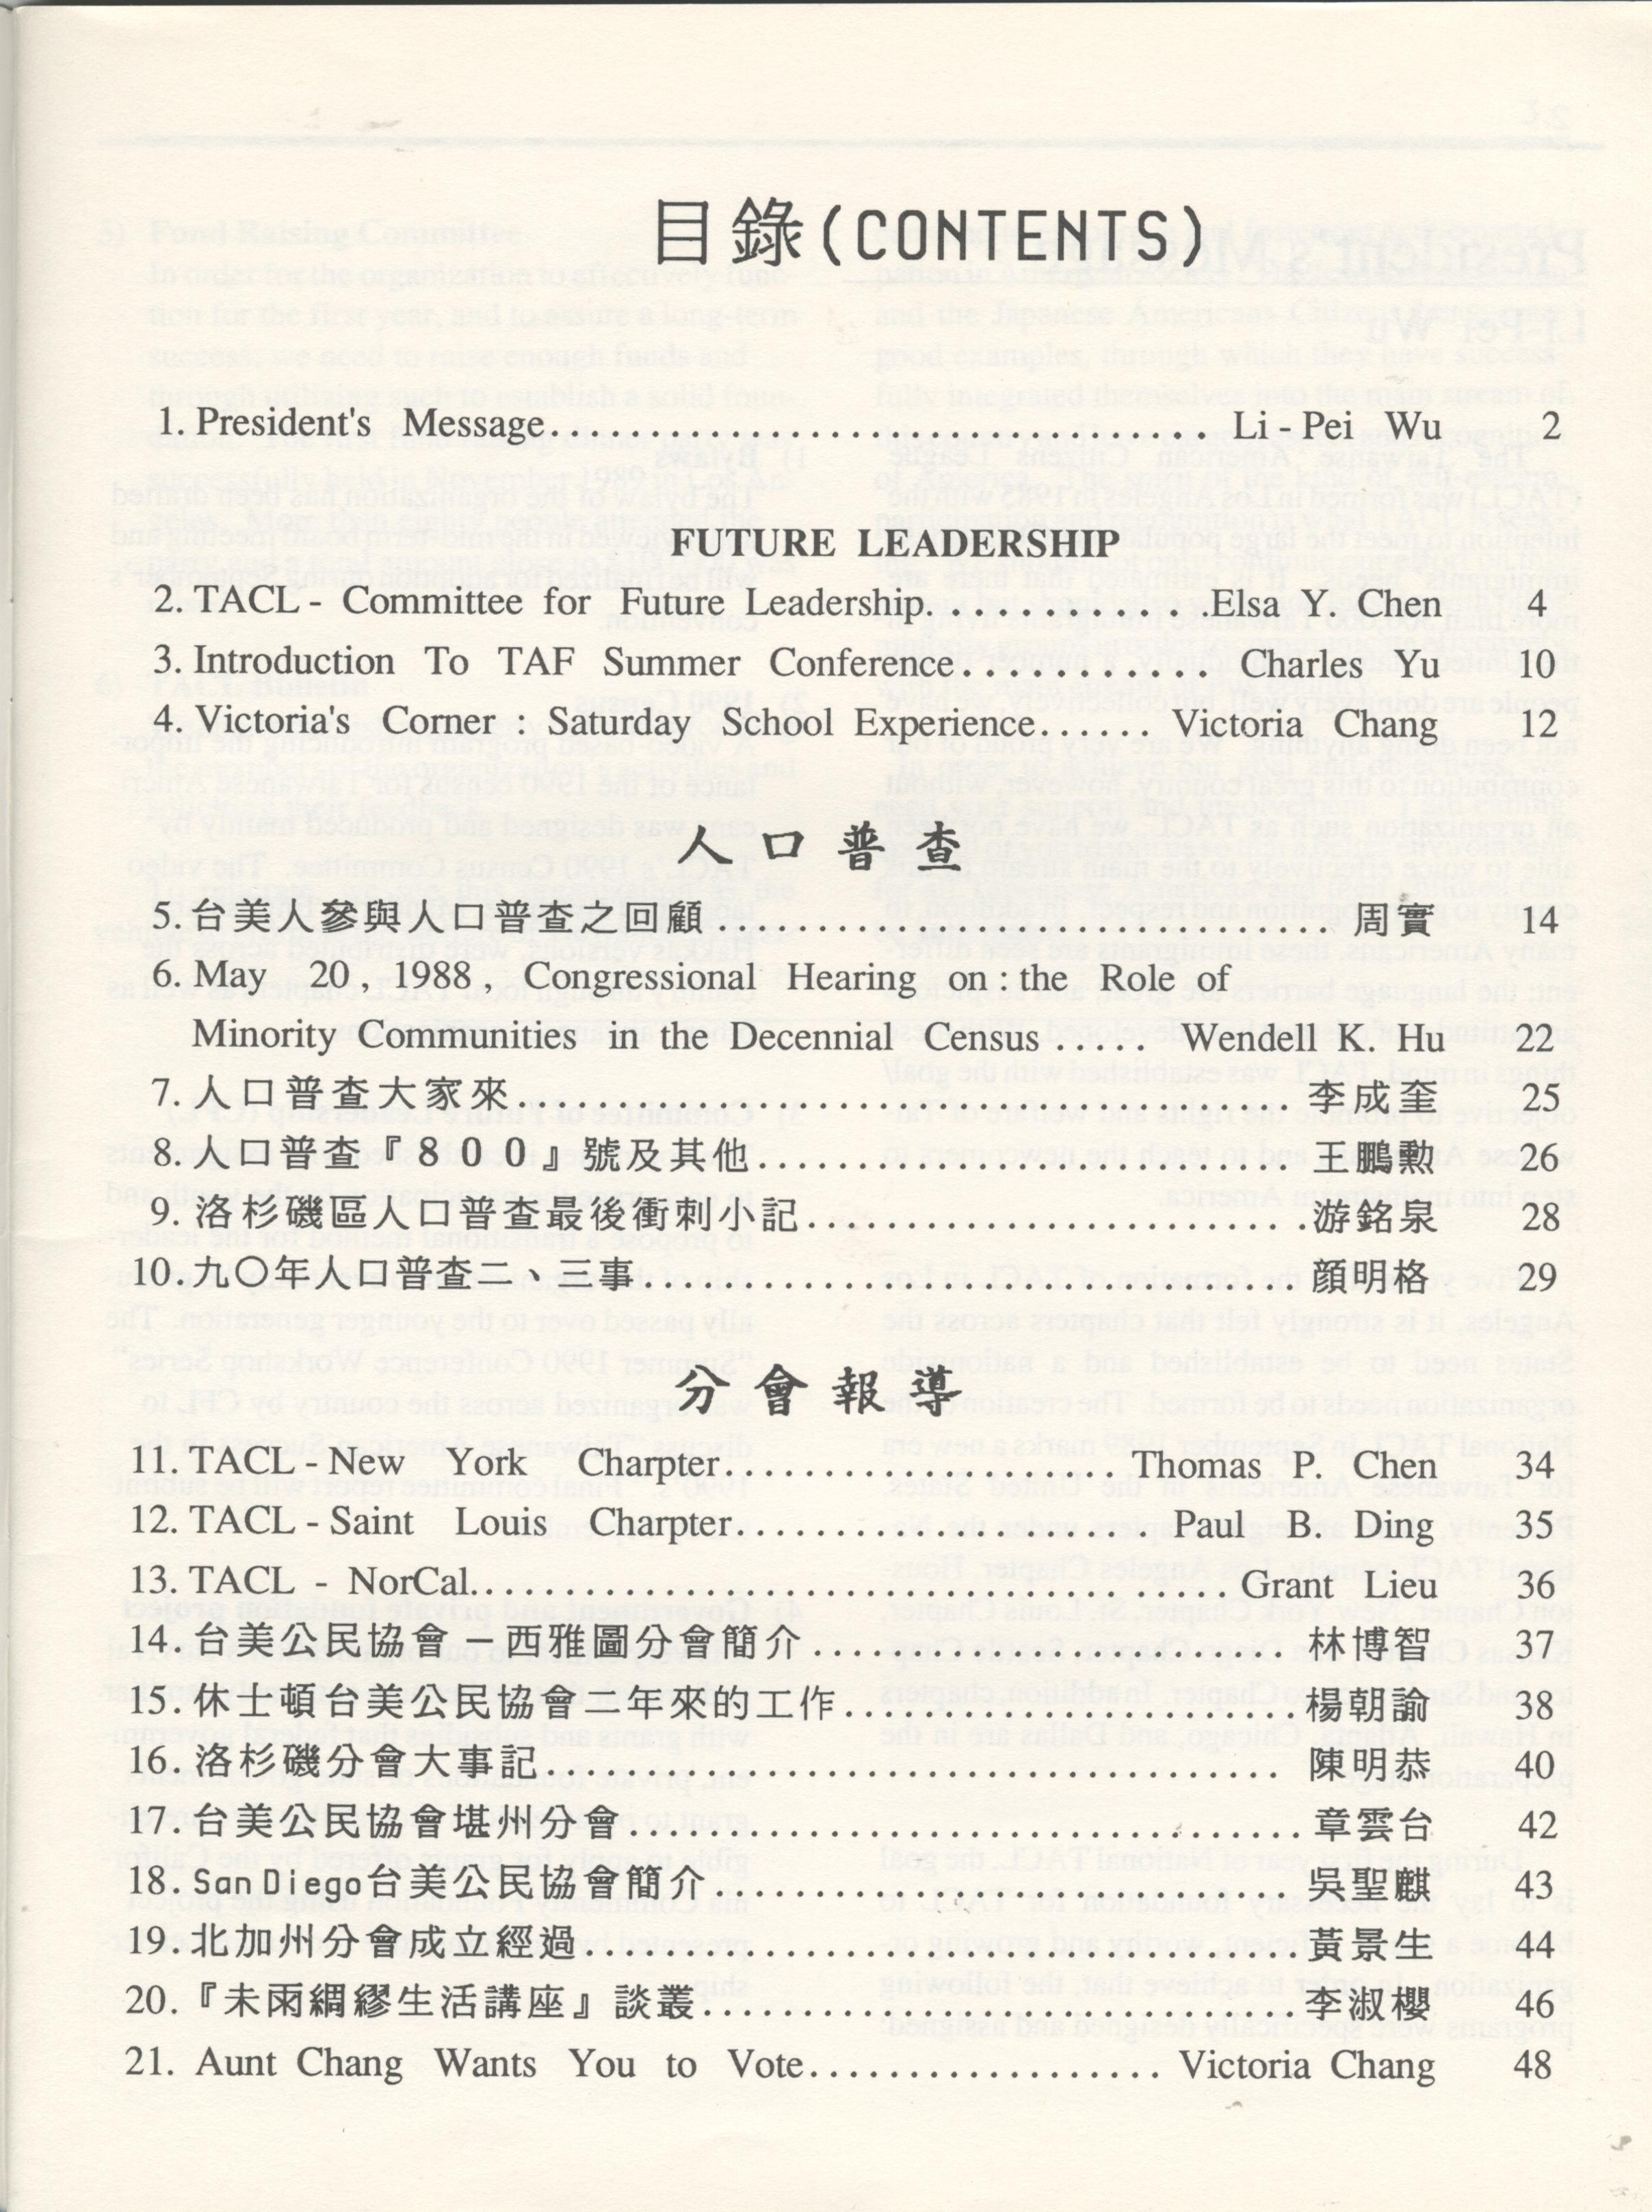 目錄(CONTENTS)
1. President's Message................................. Li-Pei Wu 2
FUTURE LEADERSHIP
2. TACL - Committee for Future Leadership. . . . . . . . . . . .Elsa Y. Chen 4
3. Introduction To TAF Summer Conference........... Charles Yu 10
4. Victoria's Corner : Saturday School Experience...... Victoria Chang 12
人口普查
5. 台美人參與人口普查之回顧............................... 周實 14
6. May 20, 1988, Congressional Hearing on : the Role of
Minority Communities in the Decennial Census ..... Wendell K. Hu 22
7. 人口普查大家來....................................... 李成奎 25
8. 人口普查『800』號及其他........................... 王鵬勳 26
9. 洛杉磯區人口普查最後衝刺小記.........................游銘泉 28
10. 九〇年人口普查二、三事................................ 顏明格 29
分會報導
11. TACL - New York Charpter.................... Thomas P. Chen 34
12. TACL - Saint Louis Charpter..................... Paul B. Ding 35
13. TACL - NorCal...................................... Grant Lieu 36
14. 台美公民協會－西雅圖分會簡介........................ 林博智 37
15. 休士頓台美公民協會二年來的工作.......................楊朝諭 38
16. 洛杉磯分會大事記..................................... 陳明恭 40
17. 台美公民協會堪州分會..................................章雲台 42
18. San Diego台美公民協會簡介............................. 吳聖麒 43
19. 北加州分會成立經過....................................黃景生 44
20. 『未雨綢繆生活講座』談叢..............................李淑櫻 46
21. Aunt Chang Wants You to Vote.................. Victoria Chang 48